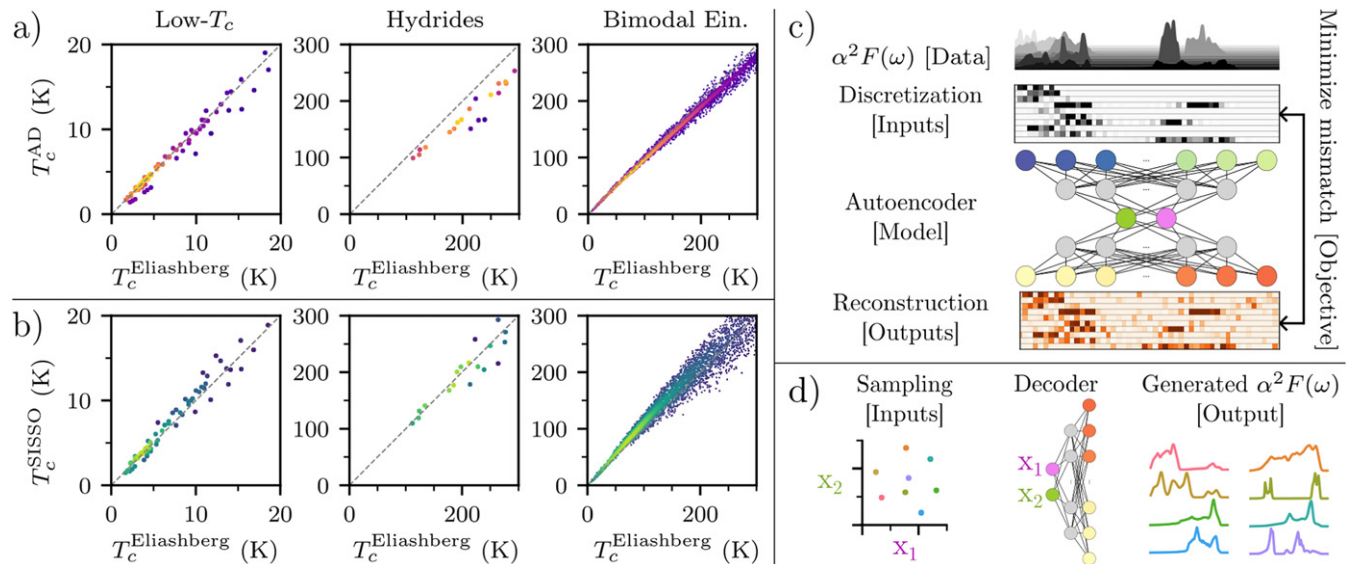 a)
Low-T_c
Hydrides
Bimodal Ein.
T_c^AD (K)
20
10
0
0 5 10 15 20
T_c^Eliashberg (K)
300
200
100
0
0 200
T_c^Eliashberg (K)
300
200
100
0
0 200
T_c^Eliashberg (K)
b)
T_c^SISSO (K)
20
10
0
0 5 10 15 20
T_c^Eliashberg (K)
300
200
100
0
0 200
T_c^Eliashberg (K)
300
200
100
0
0 200
T_c^Eliashberg (K)
c)
α²F(ω) [Data]
Discretization
[Inputs]
Autoencoder
[Model]
Reconstruction
[Outputs]
Minimize mismatch [Objective]
...
...
...
...
d)
Sampling
[Inputs]
x₂
x₁
Decoder
x₁
x₂
Generated α²F(ω)
[Output]